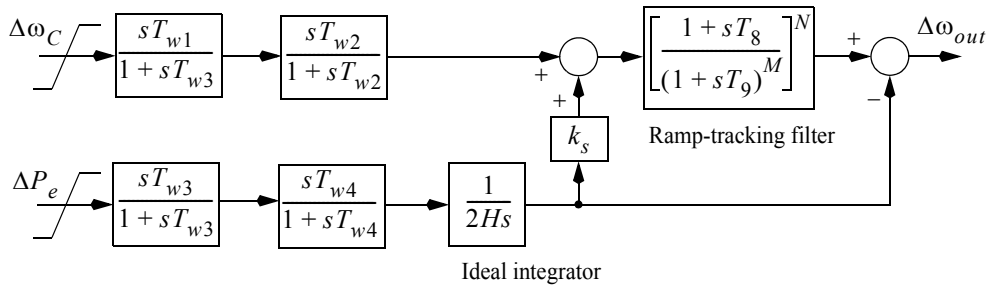 Δω_C
sT_w1
1 + sT_w3
sT_w2
1 + sT_w2
+
+
[ 1 + sT_8 / (1 + sT_9)^M ]^N
Ramp-tracking filter
+
−
Δω_out
k_s
ΔP_e
sT_w3
1 + sT_w3
sT_w4
1 + sT_w4
1
2Hs
Ideal integrator